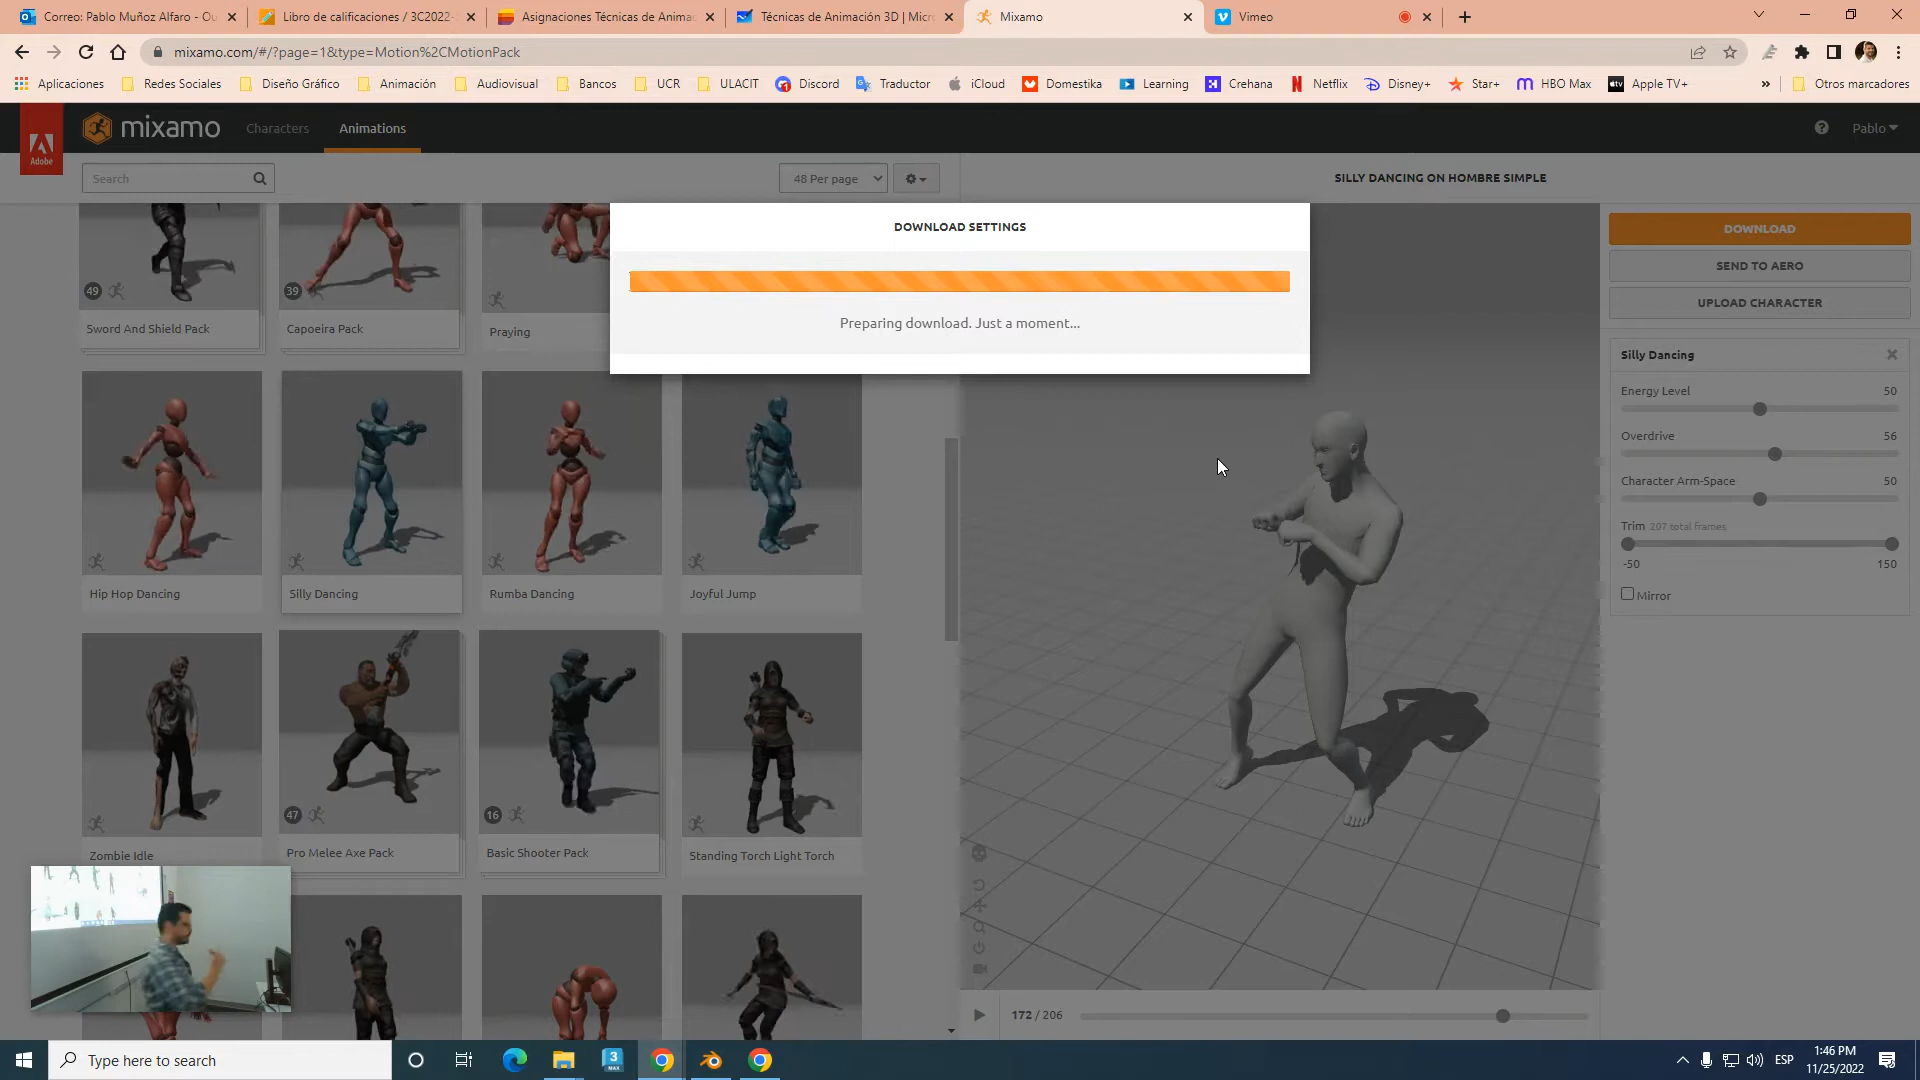 Correo: Pablo Muñoz Alfaro - Ou
Libro de calificaciones / 3C2022-
Asignaciones Técnicas de Anima
Técnicas de Animación 3D | Micr
Mixamo
Vimeo
mixamo.com/#/?page=1&type=Motion%2CMotionPack
Aplicaciones
Redes Sociales
Diseño Gráfico
Animación
Audiovisual
Bancos
UCR
ULACIT
Discord
Traductor
iCloud
Domestika
Learning
Crehana
Netflix
Disney+
Star+
HBO Max
Apple TV+
»
Otros marcadores
Adobe
mixamo
Characters
Animations
Pablo
Search
48 Per page
SILLY DANCING ON HOMBRE SIMPLE
DOWNLOAD SETTINGS
Preparing download. Just a moment...
DOWNLOAD
SEND TO AERO
UPLOAD CHARACTER
49
39
Sword And Shield Pack
Capoeira Pack
Praying
Silly Dancing
Energy Level 50
Overdrive 56
Character Arm-Space 50
Trim 207 total frames
-50 150
Mirror
Hip Hop Dancing
Silly Dancing
Rumba Dancing
Joyful Jump
47
16
Zombie Idle
Pro Melee Axe Pack
Basic Shooter Pack
Standing Torch Light Torch
172 / 206
Type here to search
3
MAX
ESP
1:46 PM
11/25/2022